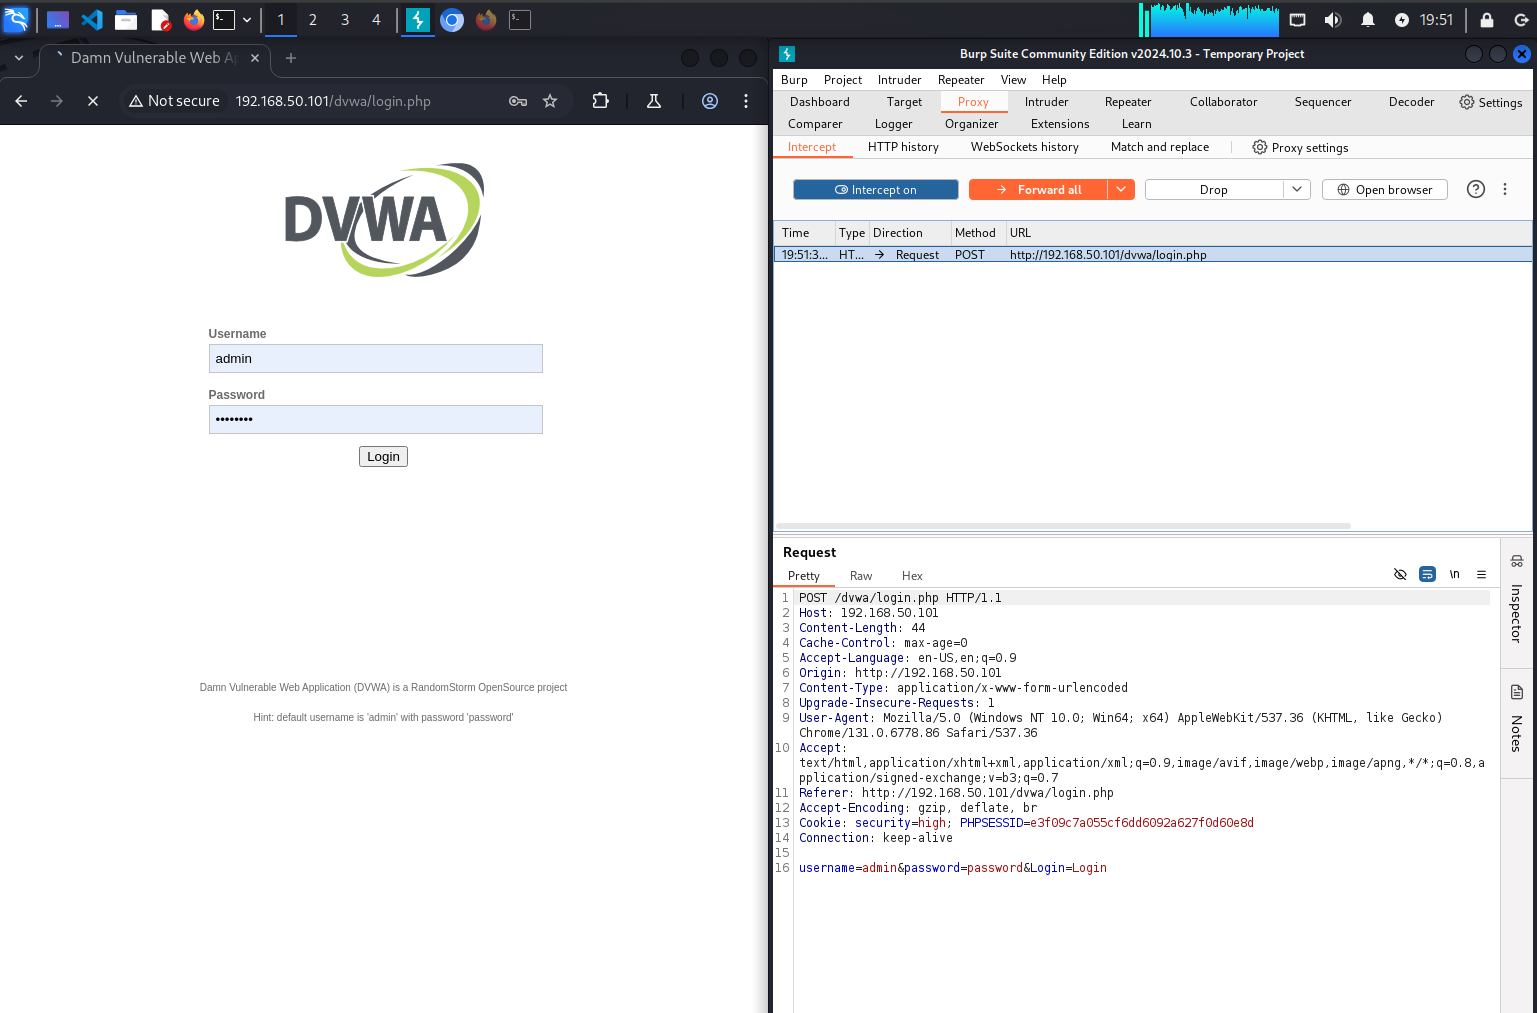 1 2 3 4
19:51
Damn Vulnerable Web Ap
Not secure 192.168.50.101/dvwa/login.php
DVWA
Username
admin
Password
••••••••
Login
Damn Vulnerable Web Application (DVWA) is a RandomStorm OpenSource project
Hint: default username is 'admin' with password 'password'
Burp Suite Community Edition v2024.10.3 - Temporary Project
Burp Project Intruder Repeater View Help
Dashboard Target Proxy Intruder Repeater Collaborator Sequencer Decoder Settings
Comparer Logger Organizer Extensions Learn
Intercept HTTP history WebSockets history Match and replace Proxy settings
Intercept on Forward all Drop Open browser
Time Type Direction Method URL
19:51:3... HT... → Request POST http://192.168.50.101/dvwa/login.php
Request
Pretty Raw Hex \n
1 POST /dvwa/login.php HTTP/1.1
2 Host: 192.168.50.101
3 Content-Length: 44
4 Cache-Control: max-age=0
5 Accept-Language: en-US,en;q=0.9
6 Origin: http://192.168.50.101
7 Content-Type: application/x-www-form-urlencoded
8 Upgrade-Insecure-Requests: 1
9 User-Agent: Mozilla/5.0 (Windows NT 10.0; Win64; x64) AppleWebKit/537.36 (KHTML, like Gecko)
Chrome/131.0.6778.86 Safari/537.36
10 Accept:
text/html,application/xhtml+xml,application/xml;q=0.9,image/avif,image/webp,image/apng,*/*;q=0.8,a
pplication/signed-exchange;v=b3;q=0.7
11 Referer: http://192.168.50.101/dvwa/login.php
12 Accept-Encoding: gzip, deflate, br
13 Cookie: security=high; PHPSESSID=e3f09c7a055cf6dd6092a627f0d60e8d
14 Connection: keep-alive
15
16 username=admin&password=password&Login=Login
Inspector
Notes